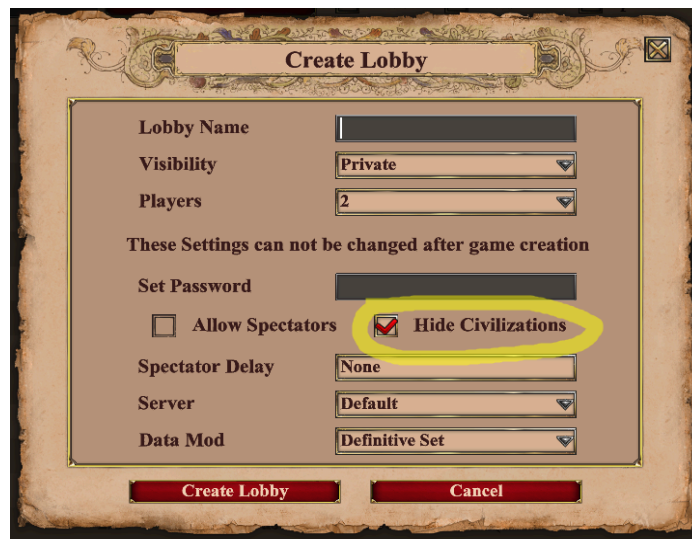 Create Lobby
Lobby Name
Visibility Private
Players 2
These Settings can not be changed after game creation
Set Password
Allow Spectators Hide Civilizations
Spectator Delay None
Server Default
Data Mod Definitive Set
Create Lobby Cancel